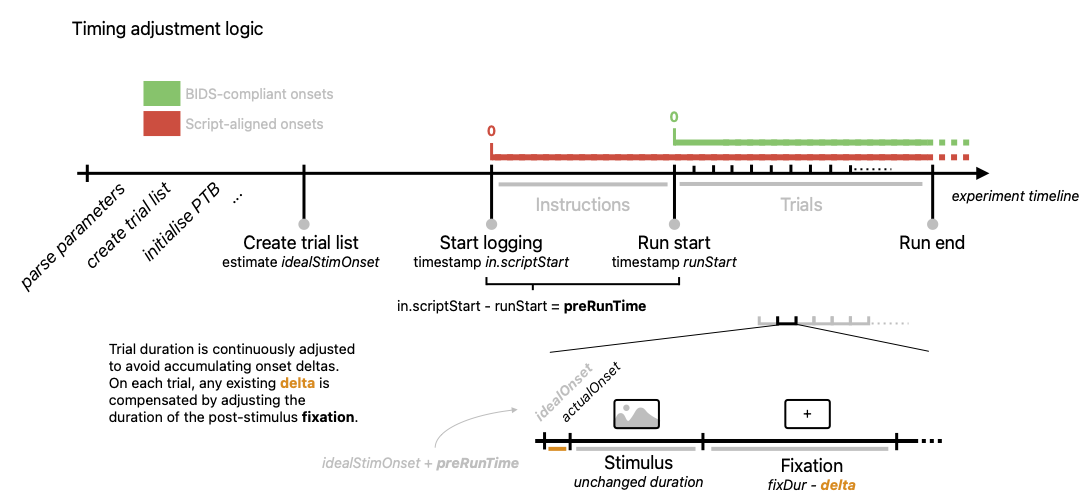 Timing adjustment logic
BIDS-compliant onsets
Script-aligned onsets
0
0
experiment timeline
parse parameters
create trial list
initialise PTB
...
Instructions
Trials
Create trial list
estimate idealStimOnset
Start logging
timestamp in.scriptStart
Run start
timestamp runStart
Run end
in.scriptStart - runStart = preRunTime
Trial duration is continuously adjusted
to avoid accumulating onset deltas.
On each trial, any existing delta is
compensated by adjusting the
duration of the post-stimulus fixation.
idealOnset
actualOnset
+
idealStimOnset + preRunTime
Stimulus
unchanged duration
Fixation
fixDur - delta